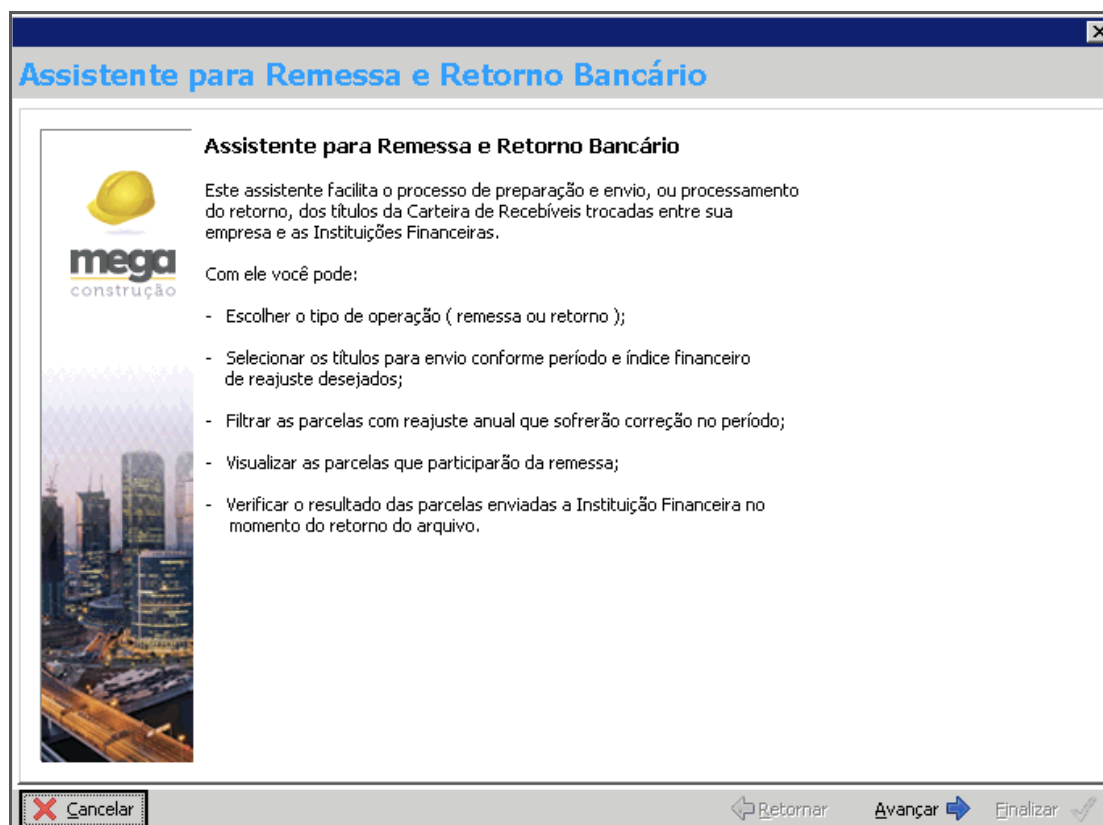 Assistente para Remessa e Retorno Bancário
Assistente para Remessa e Retorno Bancário
Este assistente facilita o processo de preparação e envio, ou processamento
do retorno, dos títulos da Carteira de Recebíveis trocadas entre sua
empresa e as Instituições Financeiras.
mega
construção
Com ele você pode:
- Escolher o tipo de operação ( remessa ou retorno );
- Selecionar os títulos para envio conforme período e índice financeiro
de reajuste desejados;
- Filtrar as parcelas com reajuste anual que sofrerão correção no período;
- Visualizar as parcelas que participarão da remessa;
- Verificar o resultado das parcelas enviadas a Instituição Financeira no
momento do retorno do arquivo.
Cancelar
Retornar
Avançar
Finalizar